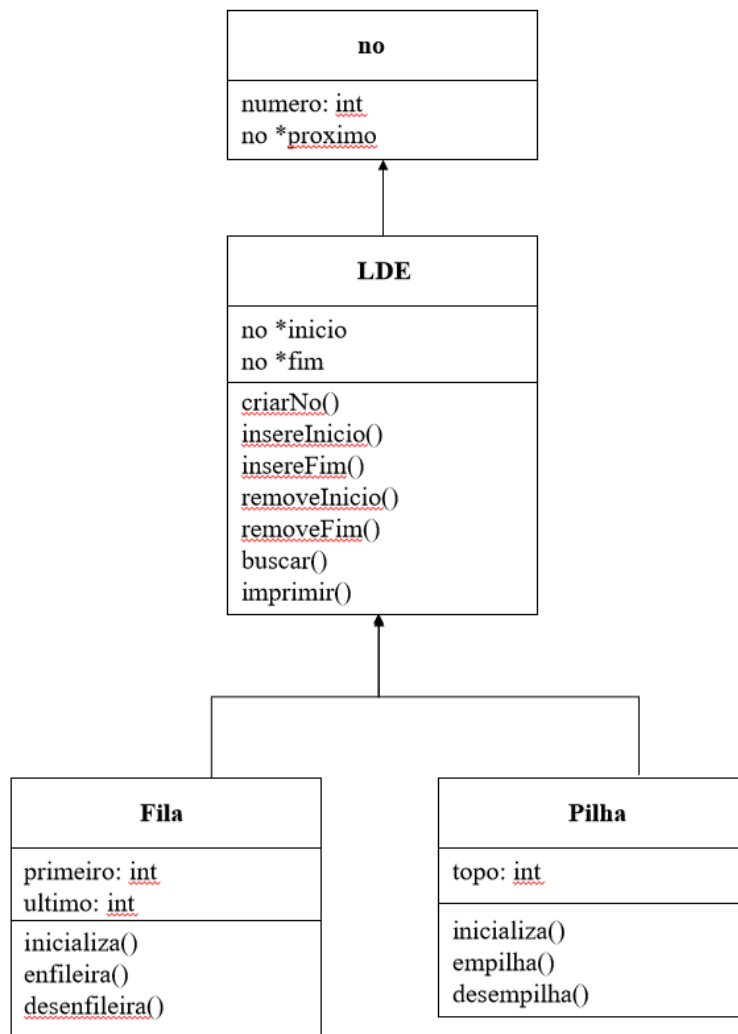 no
numero: int
no *proximo
LDE
no *inicio
no *fim
criarNo()
insereInicio()
insereFim()
removeInicio()
removeFim()
buscar()
imprimir()
Fila
primeiro: int
ultimo: int
inicializa()
enfileira()
desenfileira()
Pilha
topo: int
inicializa()
empilha()
desempilha()